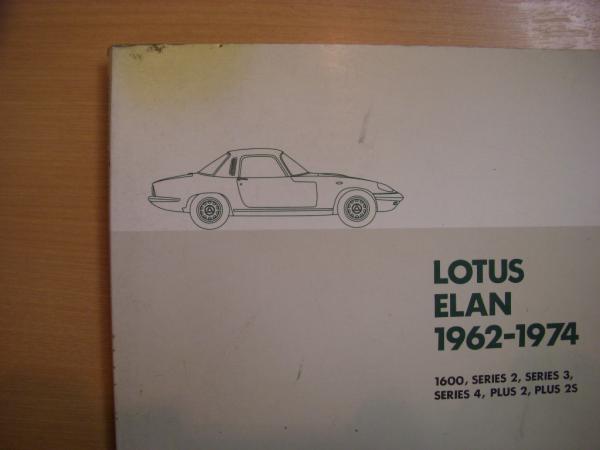 LOTUS
ELAN
1962-1974
1600, SERIES 2, SERIES 3,
SERIES 4, PLUS 2, PLUS 2S